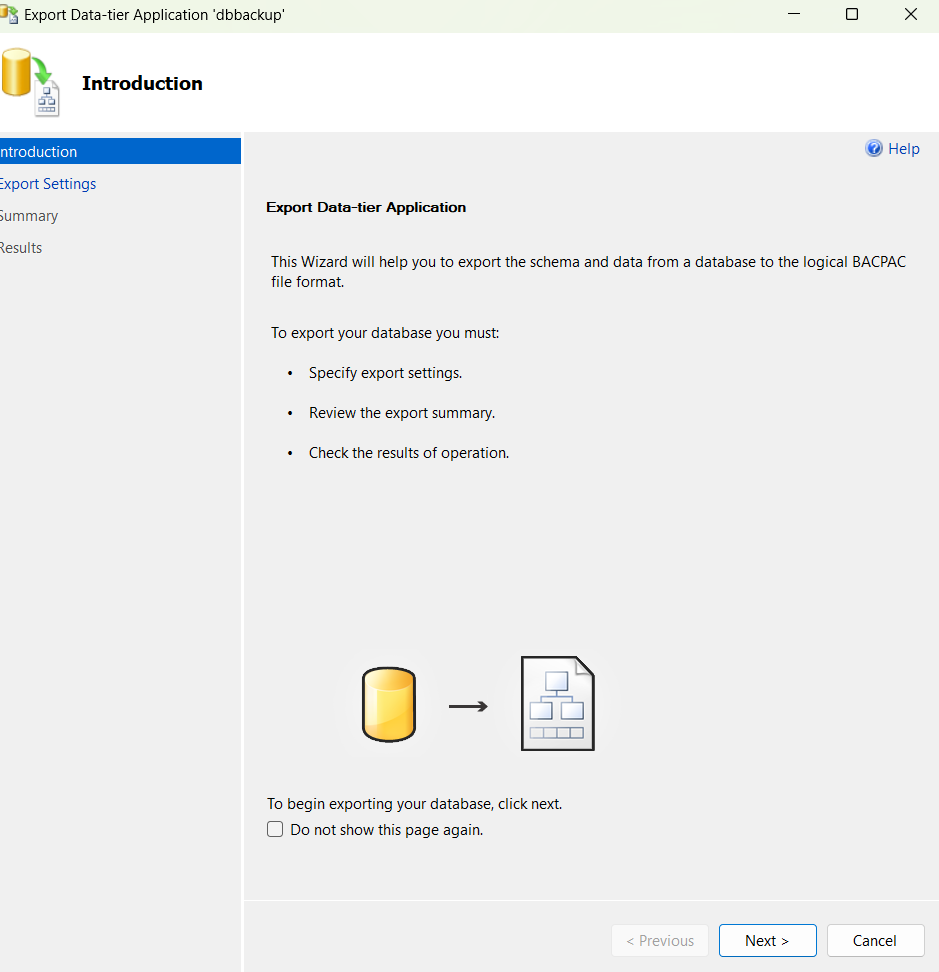 Export Data-tier Application 'dbbackup'
Introduction
ntroduction
Help
Export Settings
Summary
Results
Export Data-tier Application
This Wizard will help you to export the schema and data from a database to the logical BACPAC
file format.
To export your database you must:
• Specify export settings.
• Review the export summary.
• Check the results of operation.
To begin exporting your database, click next.
Do not show this page again.
< Previous
Next >
Cancel